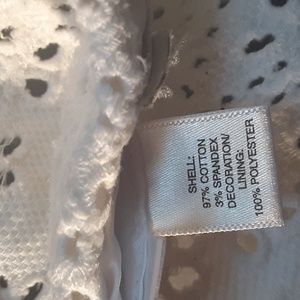 SHELL:
97% COTTON
3% SPANDEX
DECORATION/
LINING:
100% POLYESTER